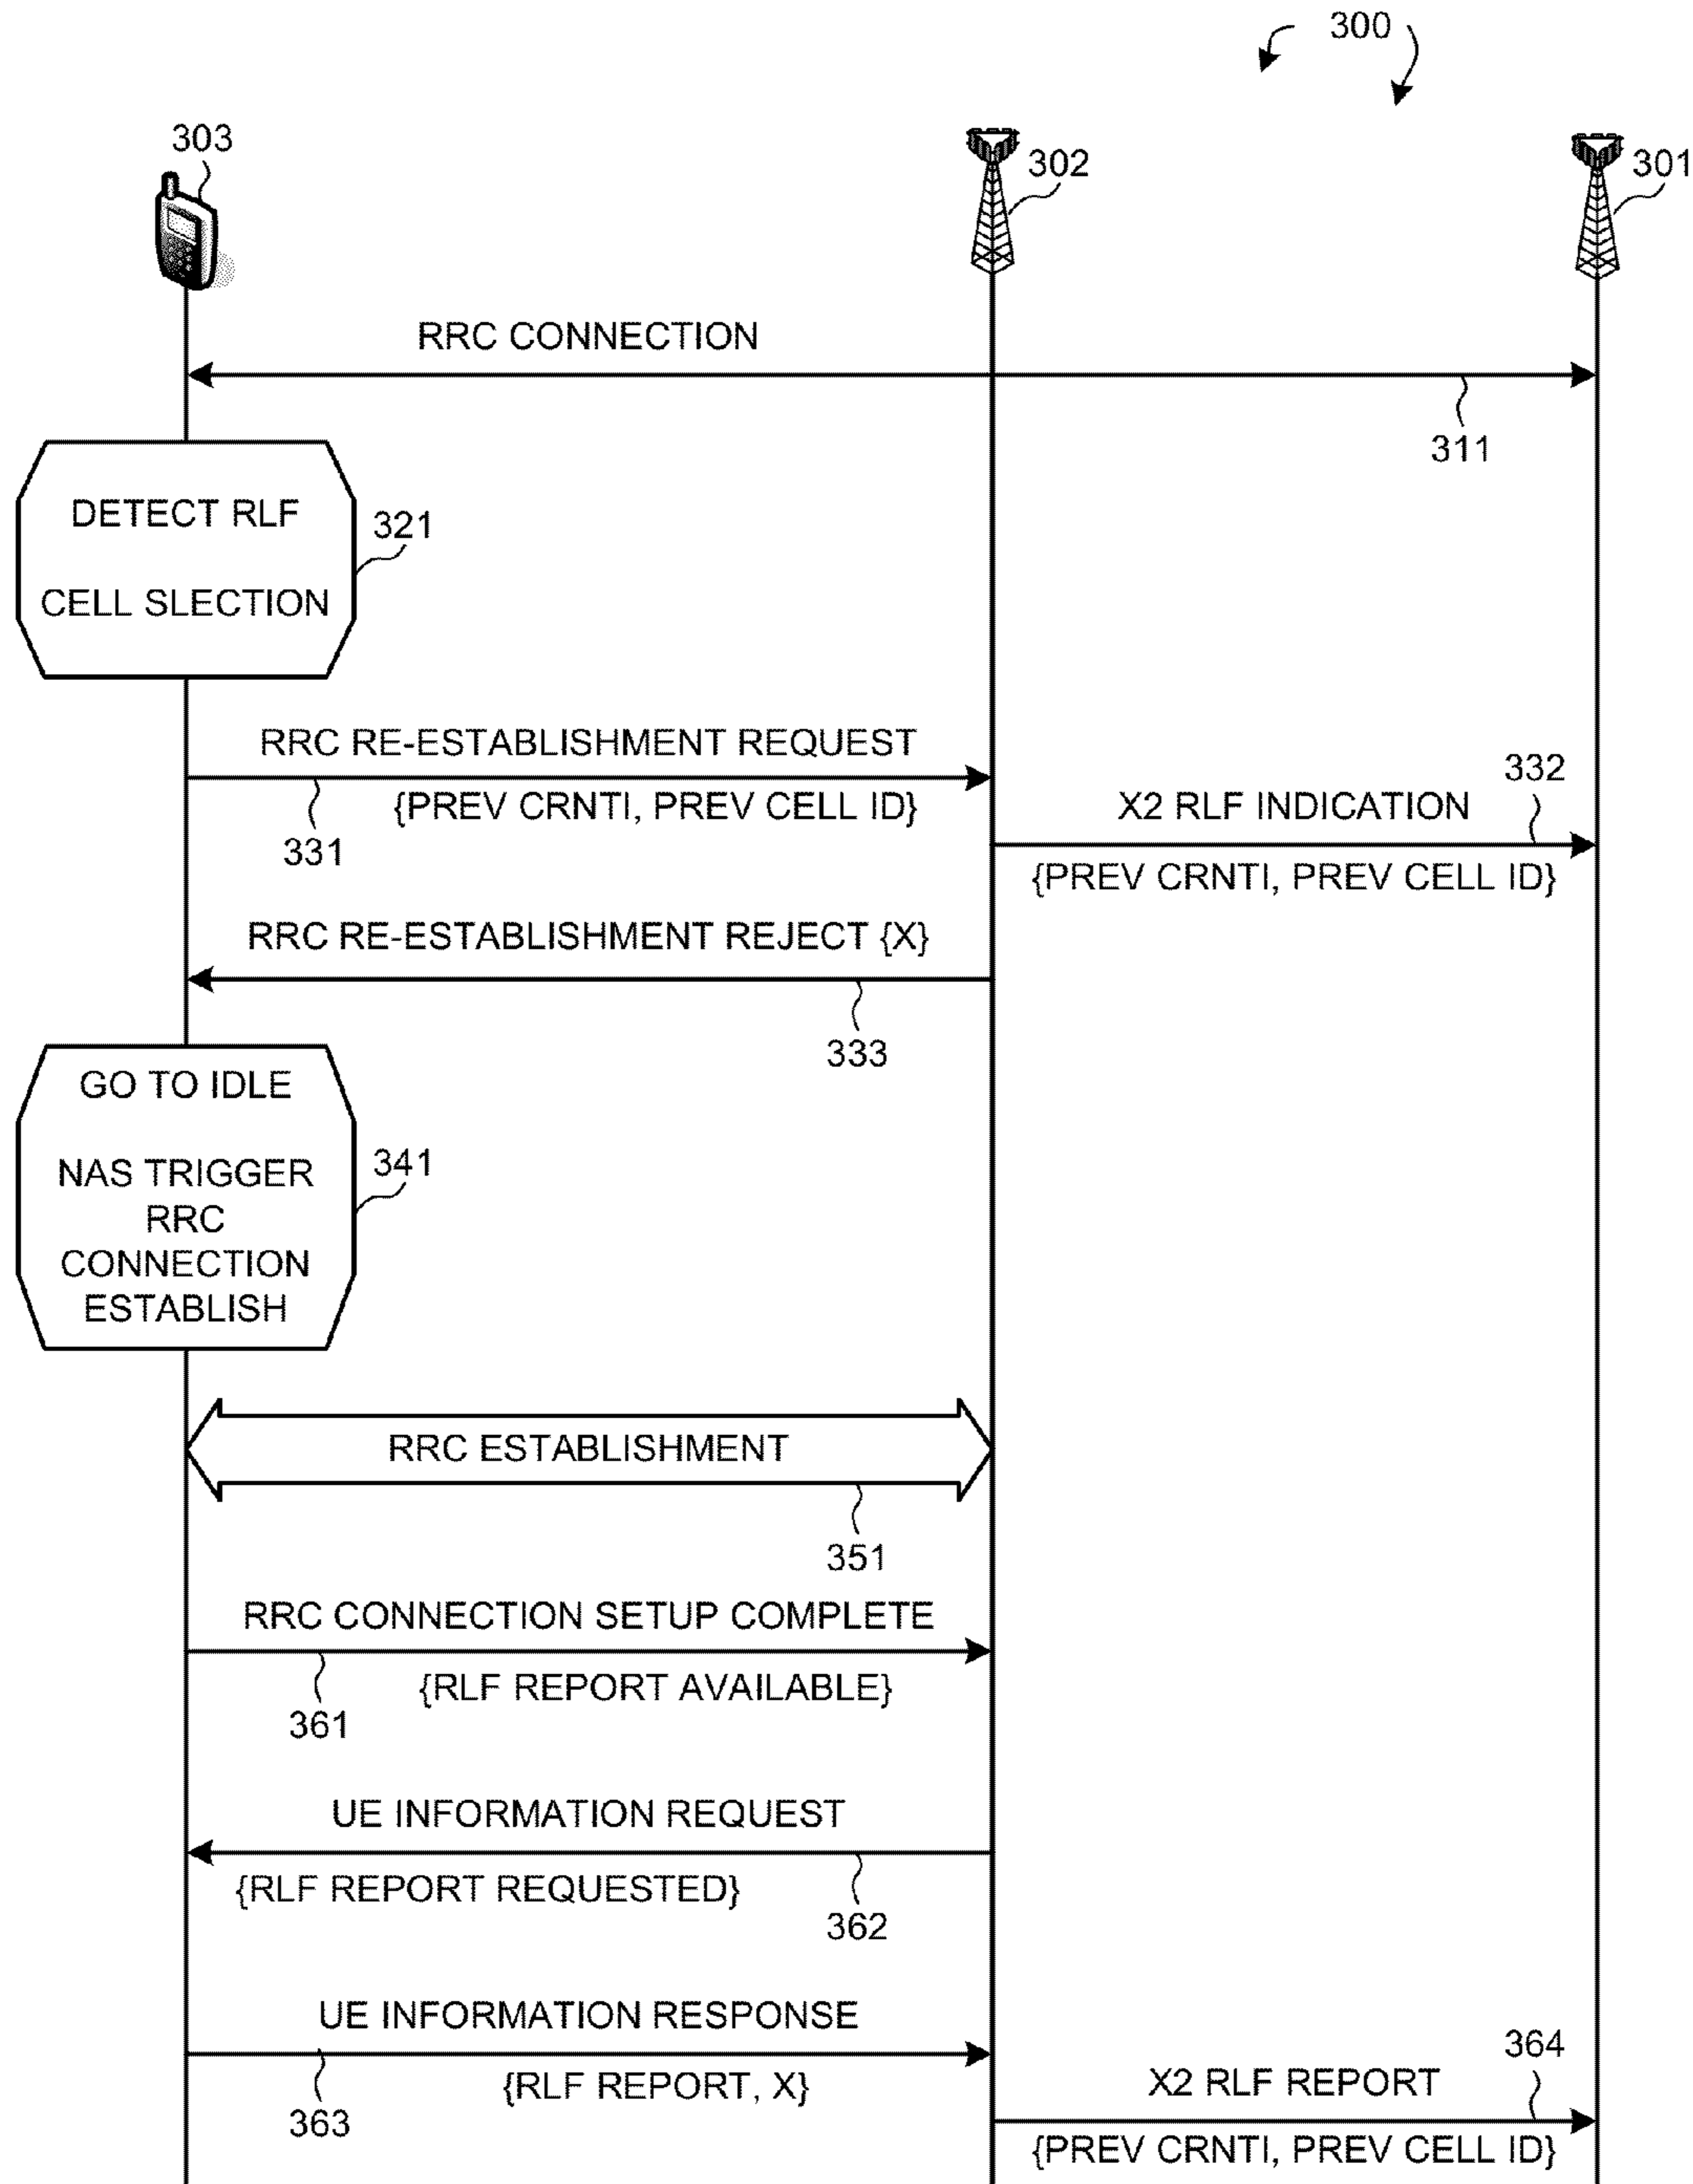 300
303
302
301
RRC CONNECTION
311
DETECT RLF
CELL SLECTION
321
RRC RE-ESTABLISHMENT REQUEST
{PREV CRNTI, PREV CELL ID}
331
332
X2 RLF INDICATION
{PREV CRNTI, PREV CELL ID}
RRC RE-ESTABLISHMENT REJECT {X}
333
GO TO IDLE
NAS TRIGGER
RRC
CONNECTION
ESTABLISH
341
RRC ESTABLISHMENT
351
RRC CONNECTION SETUP COMPLETE
{RLF REPORT AVAILABLE}
361
UE INFORMATION REQUEST
{RLF REPORT REQUESTED}
362
UE INFORMATION RESPONSE
{RLF REPORT, X}
363
364
X2 RLF REPORT
{PREV CRNTI, PREV CELL ID}